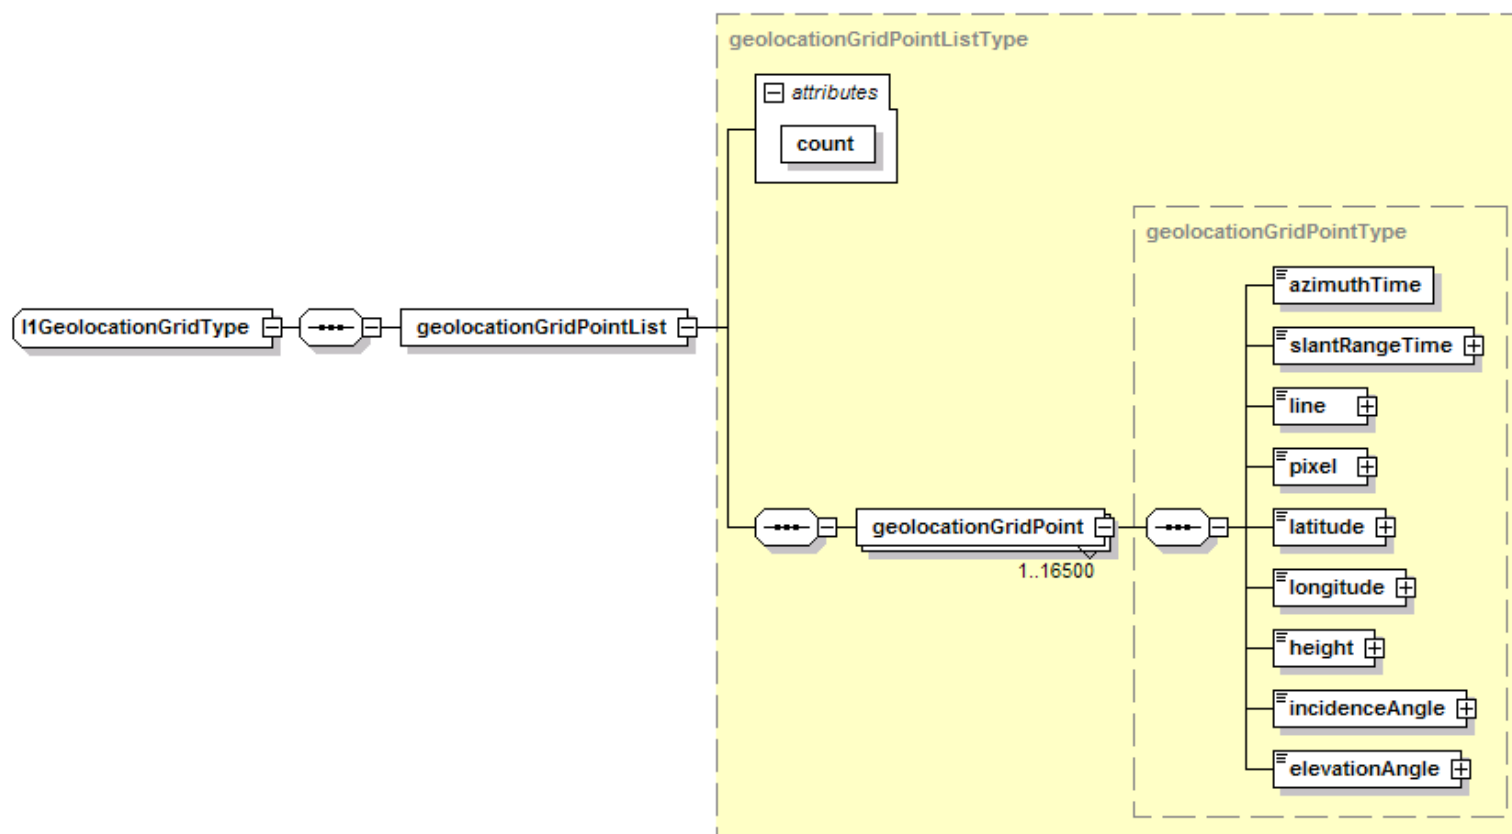 geolocationGridPointListType
attributes
count
geolocationGridPointType
l1GeolocationGridType
geolocationGridPointList
geolocationGridPoint
1..16500
azimuthTime
slantRangeTime
line
pixel
latitude
longitude
height
incidenceAngle
elevationAngle